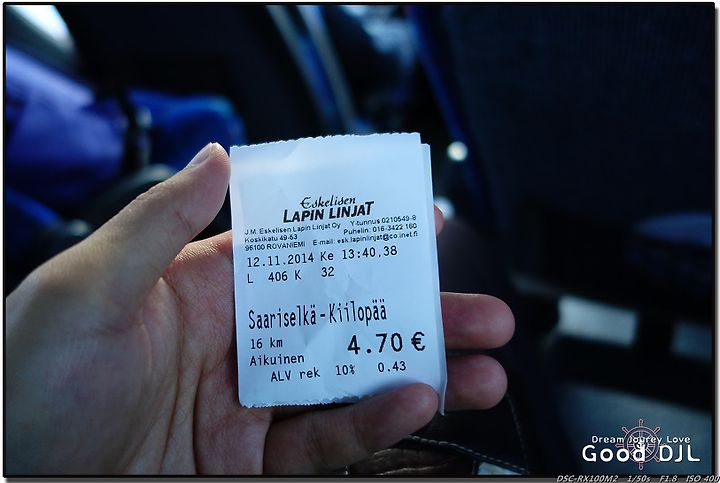 Eskelisen
LAPIN LINJAT
J.M. Eskelisen Lapin Linjat Oy Y-tunnus 0210549-8
Koskikatu 49-53 Puhelin: 016-3422 160
96100 ROVANIEMI E-mail: esk.lapinlinjat@co.inet.fi
12.11.2014 Ke 13:40,38
L 406 K 32
Saariselkä-Kiilopää
16 km 4.70 €
Aikuinen
ALV rek 10% 0.43
Dream Jourey Love
Good DJL
DSC-RX100M2 1/50s F1.8 ISO 400